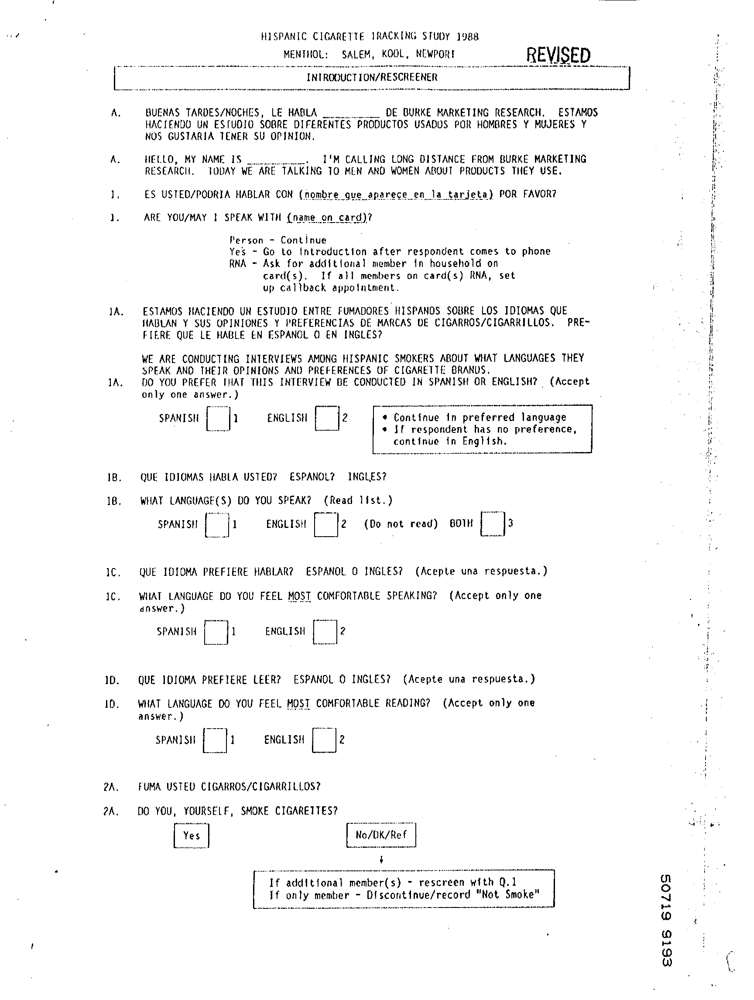 HISPANIC CIGARETTE TRACKING STUDY 1988
MENTHOL: SALEM, KOOL, NEWPORT
REVISED
INTRODUCTION/RESCREENER
A. BUENAS TARDES/NOCHES, LE HABLA __________ DE BURKE MARKETING RESEARCH. ESTAMOS
HACIENDO UN ESTUDIO SOBRE DIFERENTES PRODUCTOS USADOS POR HOMBRES Y MUJERES Y
NOS GUSTARIA TENER SU OPINION.
A. HELLO, MY NAME IS __________. I'M CALLING LONG DISTANCE FROM BURKE MARKETING
RESEARCH. TODAY WE ARE TALKING TO MEN AND WOMEN ABOUT PRODUCTS THEY USE.
1. ES USTED/PODRIA HABLAR CON (nombre que aparece en la tarjeta) POR FAVOR?
1. ARE YOU/MAY I SPEAK WITH (name on card)?
Person - Continue
Yes - Go to introduction after respondent comes to phone
RNA - Ask for additional member in household on
card(s). If all members on card(s) RNA, set
up callback appointment.
1A. ESTAMOS HACIENDO UN ESTUDIO ENTRE FUMADORES HISPANOS SOBRE LOS IDIOMAS QUE
HABLAN Y SUS OPINIONES Y PREFERENCIAS DE MARCAS DE CIGARROS/CIGARRILLOS. PRE-
FIERE QUE LE HABLE EN ESPANOL O EN INGLES?
WE ARE CONDUCTING INTERVIEWS AMONG HISPANIC SMOKERS ABOUT WHAT LANGUAGES THEY
SPEAK AND THEIR OPINIONS AND PREFERENCES OF CIGARETTE BRANDS.
1A. DO YOU PREFER THAT THIS INTERVIEW BE CONDUCTED IN SPANISH OR ENGLISH? (Accept
only one answer.)
SPANISH 1 ENGLISH 2
• Continue in preferred language
• If respondent has no preference,
continue in English.
1B. QUE IDIOMAS HABLA USTED? ESPANOL? INGLES?
1B. WHAT LANGUAGE(S) DO YOU SPEAK? (Read list.)
SPANISH 1 ENGLISH 2 (Do not read) BOTH 3
1C. QUE IDIOMA PREFIERE HABLAR? ESPANOL O INGLES? (Acepte una respuesta.)
1C. WHAT LANGUAGE DO YOU FEEL MOST COMFORTABLE SPEAKING? (Accept only one
answer.)
SPANISH 1 ENGLISH 2
1D. QUE IDIOMA PREFIERE LEER? ESPANOL O INGLES? (Acepte una respuesta.)
1D. WHAT LANGUAGE DO YOU FEEL MOST COMFORTABLE READING? (Accept only one
answer.)
SPANISH 1 ENGLISH 2
2A. FUMA USTED CIGARROS/CIGARRILLOS?
2A. DO YOU, YOURSELF, SMOKE CIGARETTES?
Yes No/DK/Ref
If additional member(s) - rescreen with Q.1
If only member - Discontinue/record "Not Smoke"
50719 9193